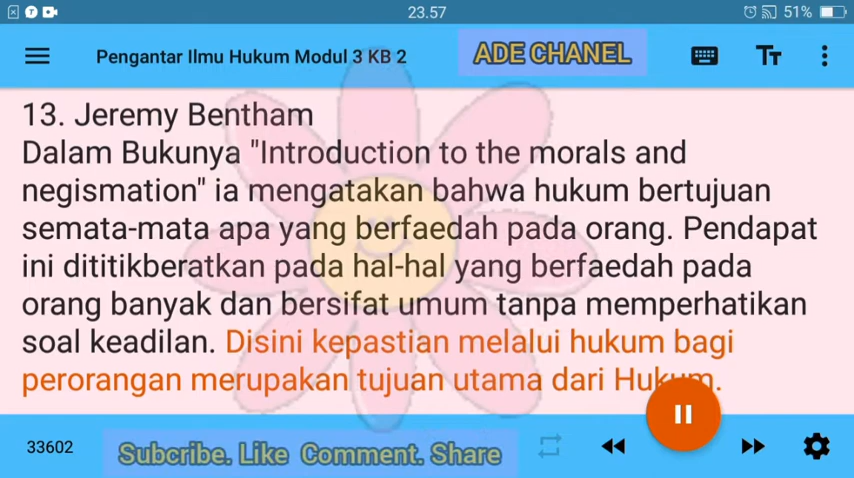 23.57
51%
Pengantar Ilmu Hukum Modul 3 KB 2
ADE CHANEL
TT
13. Jeremy Bentham
Dalam Bukunya "Introduction to the morals and
negismation" ia mengatakan bahwa hukum bertujuan
semata-mata apa yang berfaedah pada orang. Pendapat
ini dititikberatkan pada hal-hal yang berfaedah pada
orang banyak dan bersifat umum tanpa memperhatikan
soal keadilan. Disini kepastian melalui hukum bagi
perorangan merupakan tujuan utama dari Hukum.
33602
Subcribe. Like Comment. Share